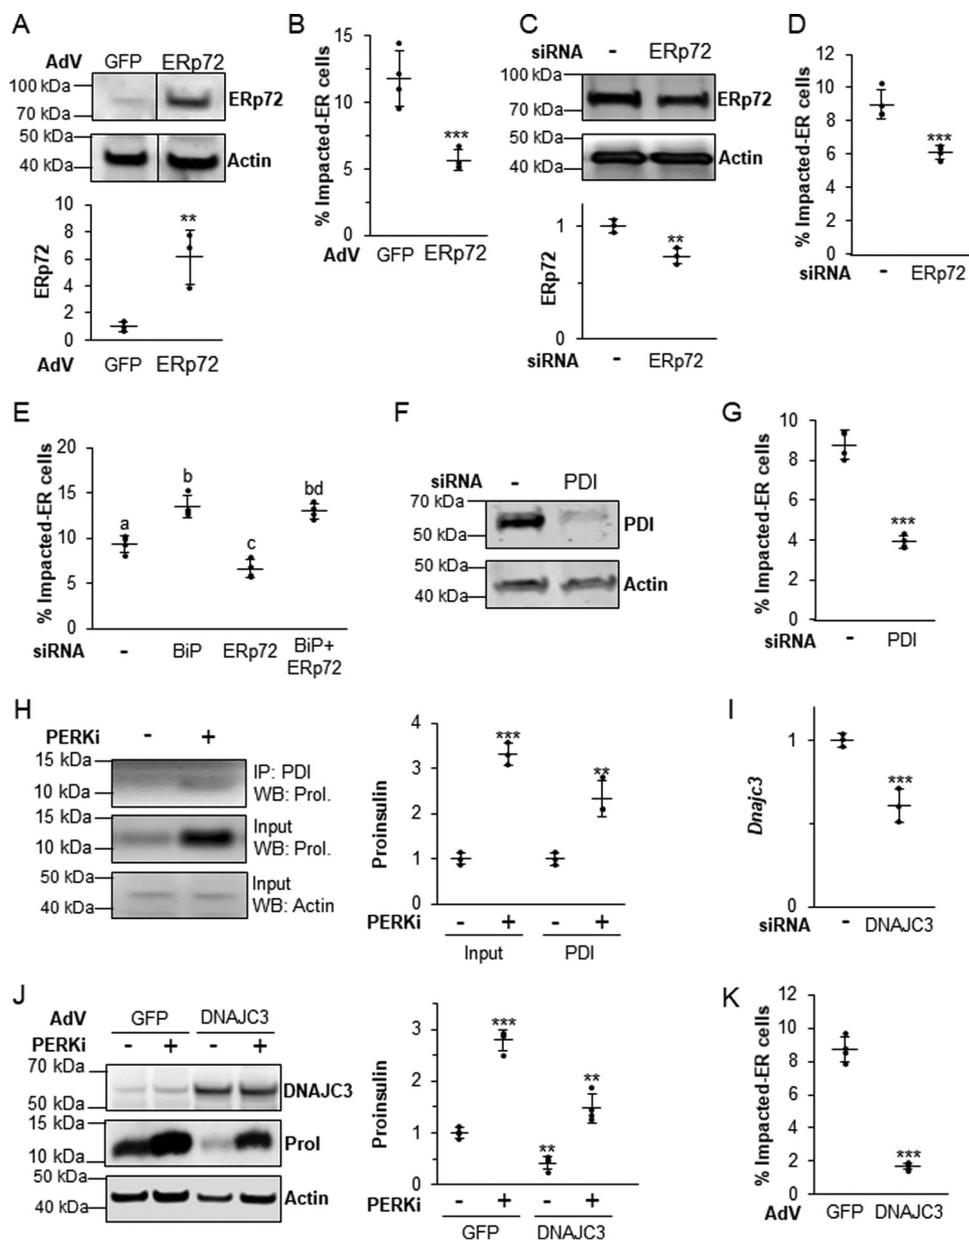 A
AdV GFP ERp72
100 kDa
70 kDa
ERp72
50 kDa
40 kDa
Actin
ERp72
10
8
6
4
2
0
**
AdV GFP ERp72
B
% Impacted-ER cells
15
10
5
0
***
AdV GFP ERp72
C
siRNA - ERp72
100 kDa
70 kDa
ERp72
50 kDa
40 kDa
Actin
ERp72
1
0
**
siRNA - ERp72
D
% Impacted-ER cells
12
10
8
6
4
2
0
***
siRNA - ERp72
E
% Impacted-ER cells
20
15
10
5
0
a
b
c
bd
siRNA - BiP ERp72 BiP+
ERp72
F
siRNA - PDI
70 kDa
50 kDa
PDI
50 kDa
40 kDa
Actin
G
% Impacted-ER cells
10
8
6
4
2
0
***
siRNA - PDI
H
PERKi - +
15 kDa
10 kDa
IP: PDI
WB: ProI.
15 kDa
10 kDa
Input
WB: ProI.
50 kDa
40 kDa
Input
WB: Actin
Proinsulin
4
3
2
1
0
***
**
PERKi - + - +
Input PDI
I
Dnajc3
1
0
***
siRNA - DNAJC3
J
AdV GFP DNAJC3
PERKi - + - +
70 kDa
50 kDa
DNAJC3
15 kDa
10 kDa
ProI
50 kDa
40 kDa
Actin
Proinsulin
3
2
1
0
***
**
**
PERKi - + - +
GFP DNAJC3
K
% Impacted-ER cells
12
10
8
6
4
2
0
***
AdV GFP DNAJC3